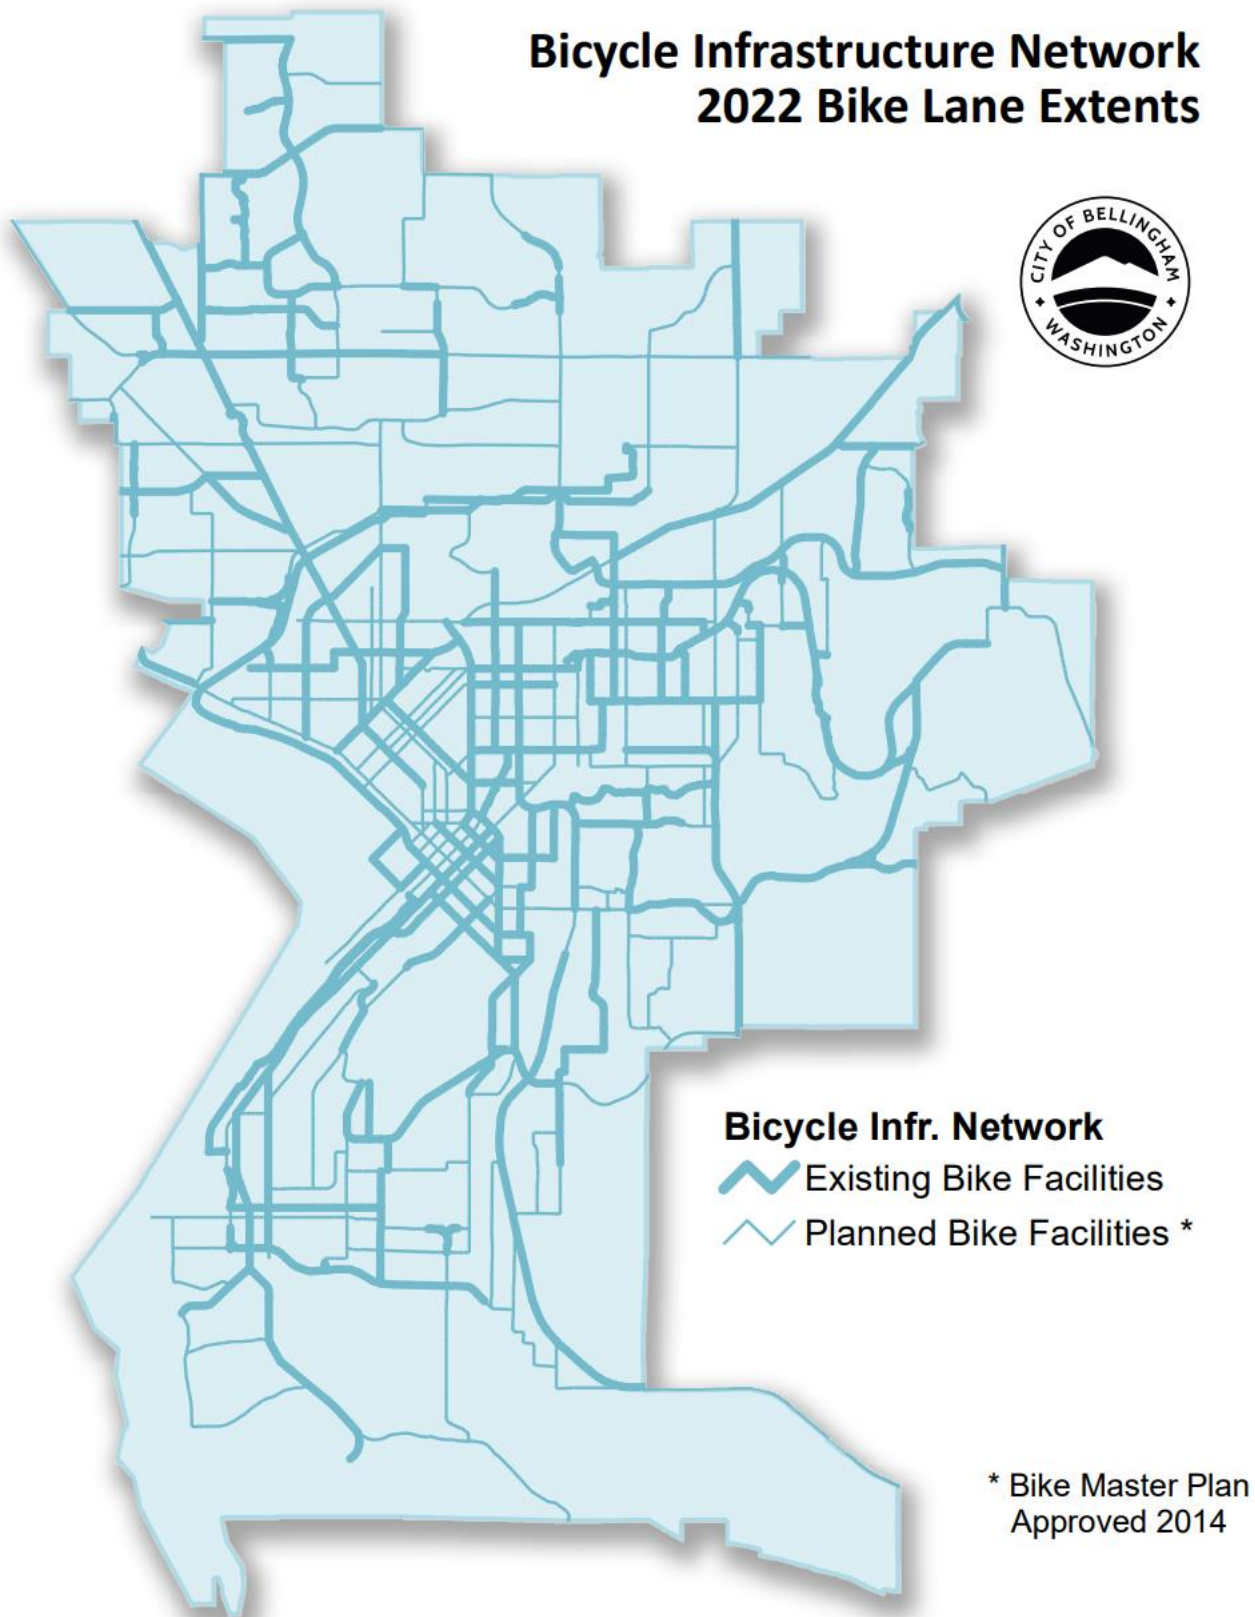 Bicycle Infrastructure Network
2022 Bike Lane Extents
CITY OF BELLINGHAM
WASHINGTON
Bicycle Infr. Network
Existing Bike Facilities
Planned Bike Facilities *
* Bike Master Plan
Approved 2014